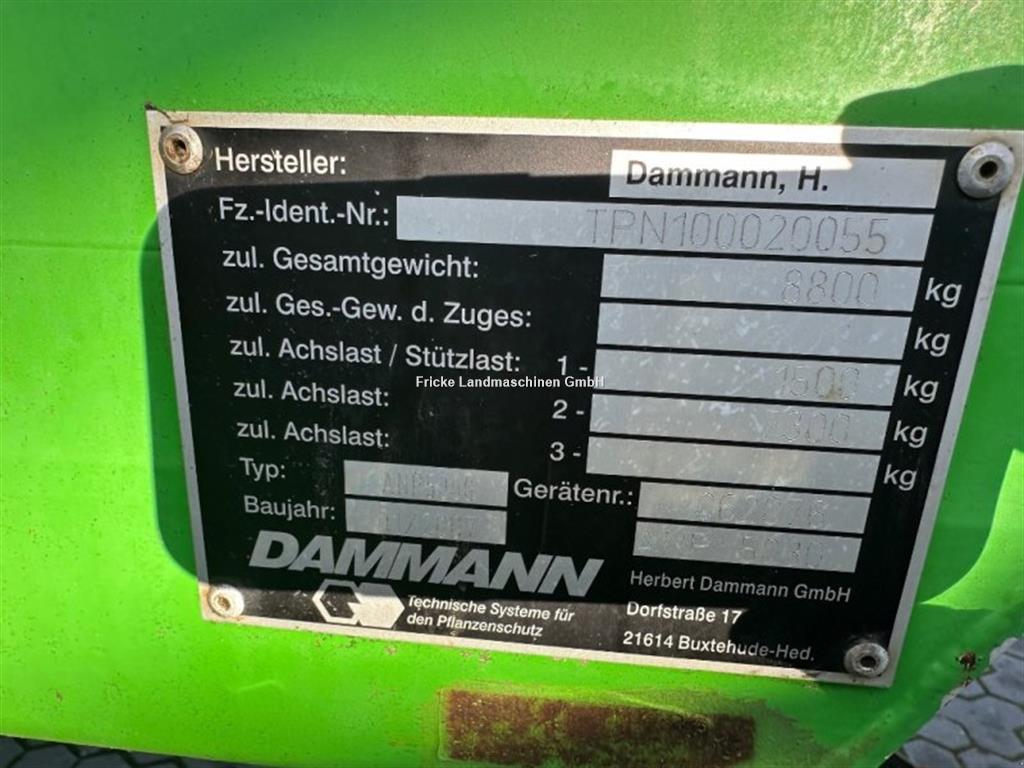 Hersteller: Dammann, H.
Fz.-Ident.-Nr.: TPN100020055
zul. Gesamtgewicht: 8800 kg
zul. Ges.-Gew. d. Zuges: kg
zul. Achslast / Stützlast: 1 - 1500 kg
Fricke Landmaschinen GmbH
zul. Achslast: 2 - 7300 kg
zul. Achslast: 3 - kg
Typ: Gerätenr.:
Baujahr:
DAMMANN
Technische Systeme für
den Pflanzenschutz
Herbert Dammann GmbH
Dorfstraße 17
21614 Buxtehude-Hed.